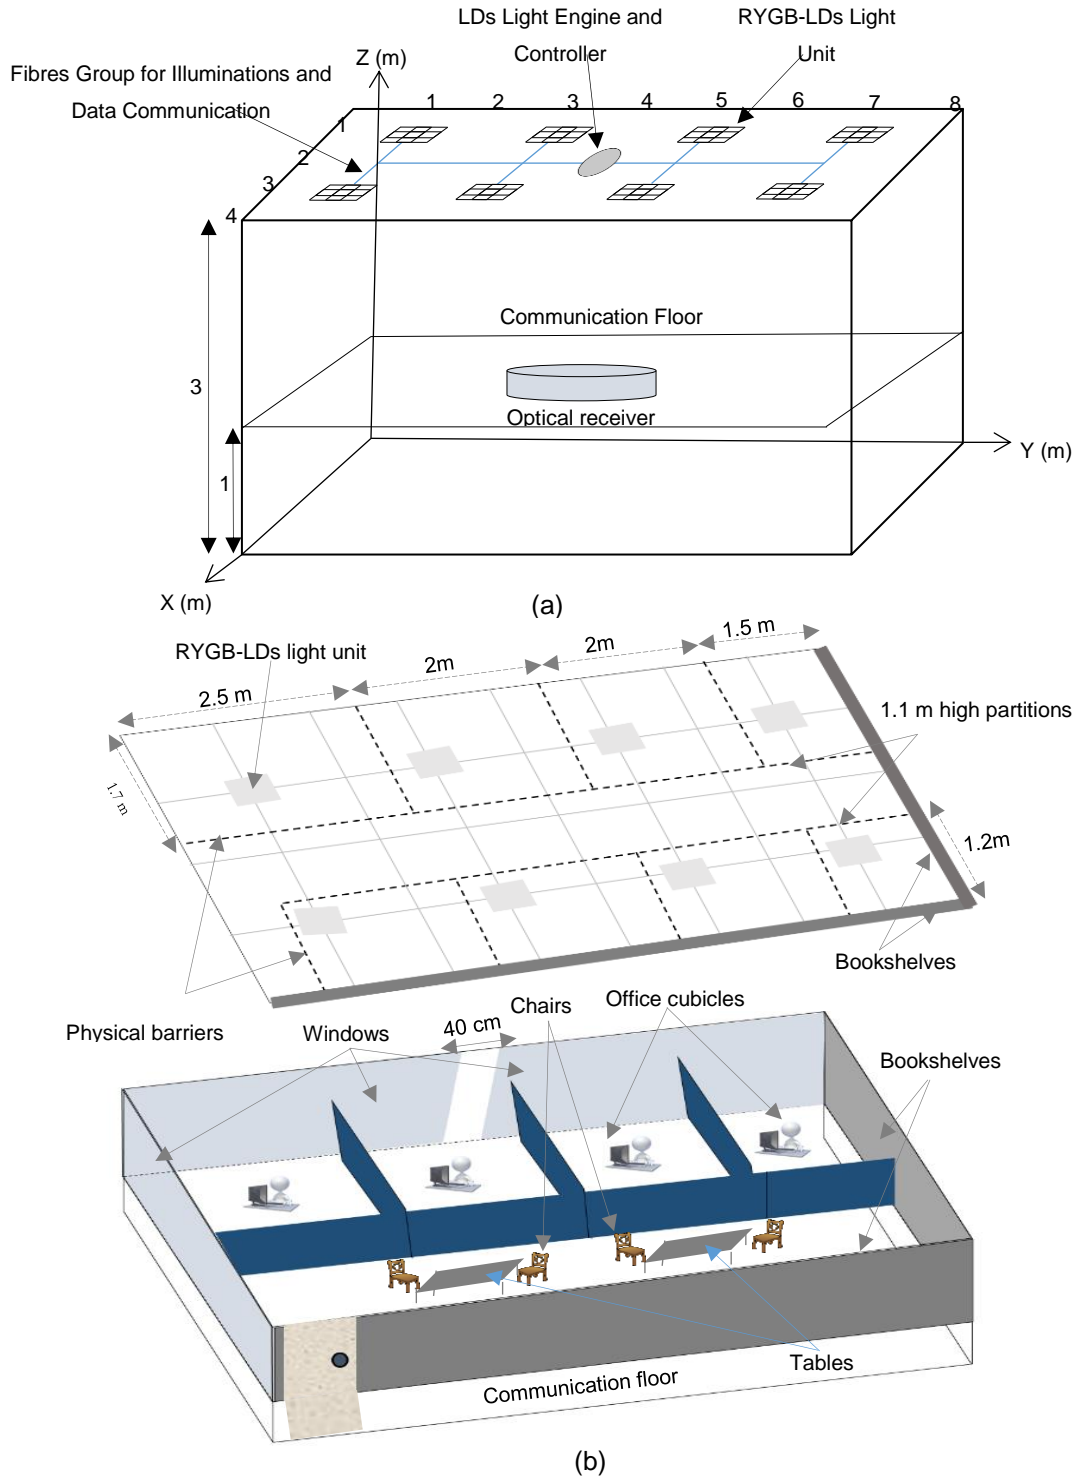 LDs Light Engine and
Controller
RYGB-LDs Light
Unit
Z (m)
Fibres Group for Illuminations and
Data Communication
1
2
3
4
5
6
7
8
1
2
3
4
Communication Floor
3
Optical receiver
Y (m)
1
X (m)
(a)
RYGB-LDs light unit
2.5 m
2m
2m
1.5 m
1.1 m high partitions
1.7 m
1.2m
Bookshelves
Physical barriers
Windows
40 cm
Chairs
Office cubicles
Bookshelves
Tables
Communication floor
(b)